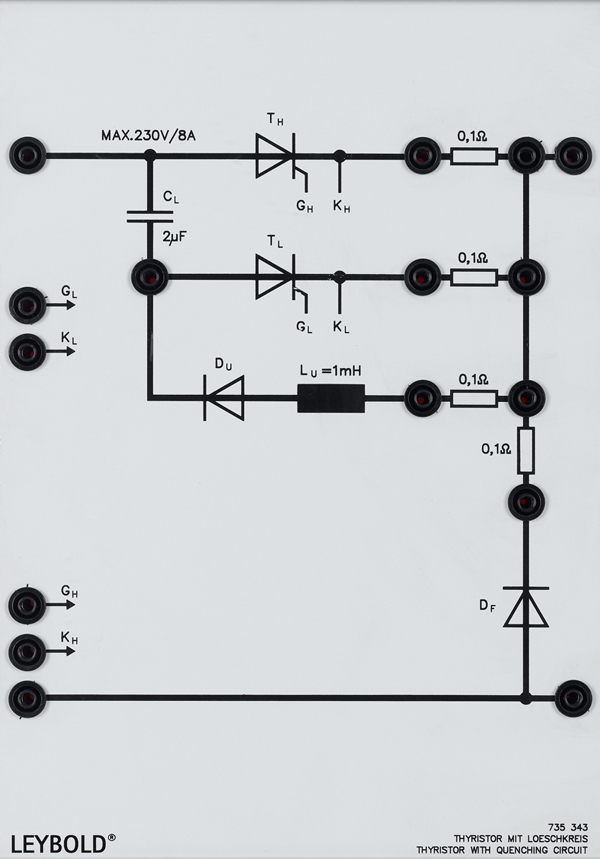 MAX.230V/8A
T_H
0,1Ω
C_L
G_H
K_H
2µF
T_L
0,1Ω
G_L
K_L
G_L
K_L
D_U
L_U=1mH
0,1Ω
0,1Ω
G_H
K_H
D_F
LEYBOLD®
735 343
THYRISTOR MIT LOESCHKREIS
THYRISTOR WITH QUENCHING CIRCUIT